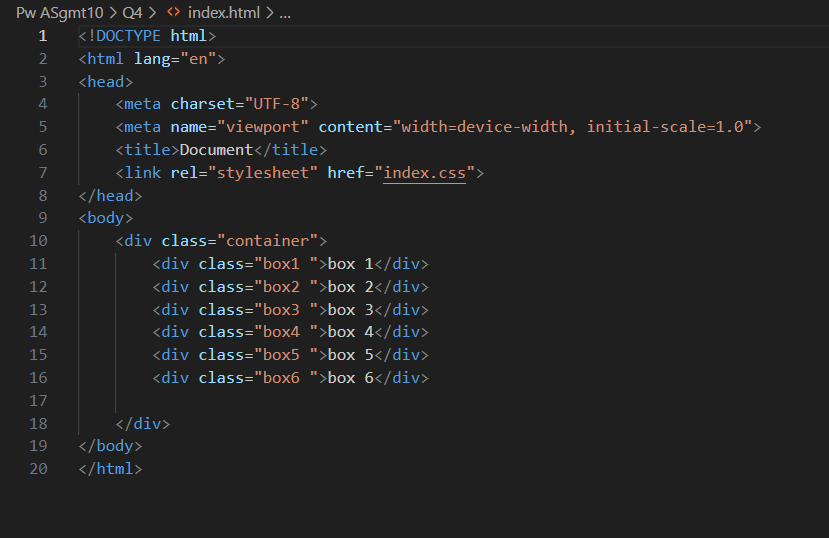 Pw ASgmt10 > Q4 > <> index.html > ...
1 <!DOCTYPE html>
2 <html lang="en">
3 <head>
4     <meta charset="UTF-8">
5     <meta name="viewport" content="width=device-width, initial-scale=1.0">
6     <title>Document</title>
7     <link rel="stylesheet" href="index.css">
8 </head>
9 <body>
10     <div class="container">
11         <div class="box1 ">box 1</div>
12         <div class="box2 ">box 2</div>
13         <div class="box3 ">box 3</div>
14         <div class="box4 ">box 4</div>
15         <div class="box5 ">box 5</div>
16         <div class="box6 ">box 6</div>
17
18     </div>
19 </body>
20 </html>